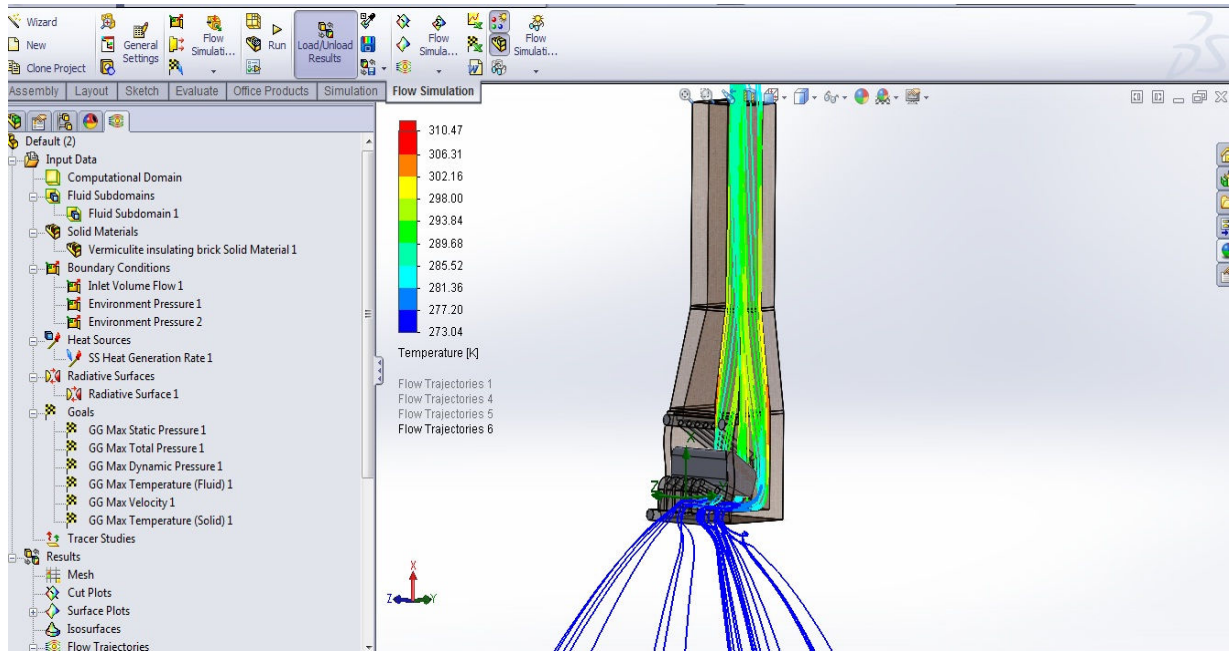 Wizard
New
Clone Project
General Settings
Flow Simulati...
Run
Load/Unload Results
Flow Simula...
Flow Simulati...
Assembly Layout Sketch Evaluate Office Products Simulation Flow Simulation
Default (2)
Input Data
Computational Domain
Fluid Subdomains
Fluid Subdomain 1
Solid Materials
Vermiculite insulating brick Solid Material 1
Boundary Conditions
Inlet Volume Flow 1
Environment Pressure 1
Environment Pressure 2
Heat Sources
SS Heat Generation Rate 1
Radiative Surfaces
Radiative Surface 1
Goals
GG Max Static Pressure 1
GG Max Total Pressure 1
GG Max Dynamic Pressure 1
GG Max Temperature (Fluid) 1
GG Max Velocity 1
GG Max Temperature (Solid) 1
Tracer Studies
Results
Mesh
Cut Plots
Surface Plots
Isosurfaces
Flow Trajectories
310.47
306.31
302.16
298.00
293.84
289.68
285.52
281.36
277.20
273.04
Temperature [K]
Flow Trajectories 1
Flow Trajectories 4
Flow Trajectories 5
Flow Trajectories 6
X
Z
X
Z
Y